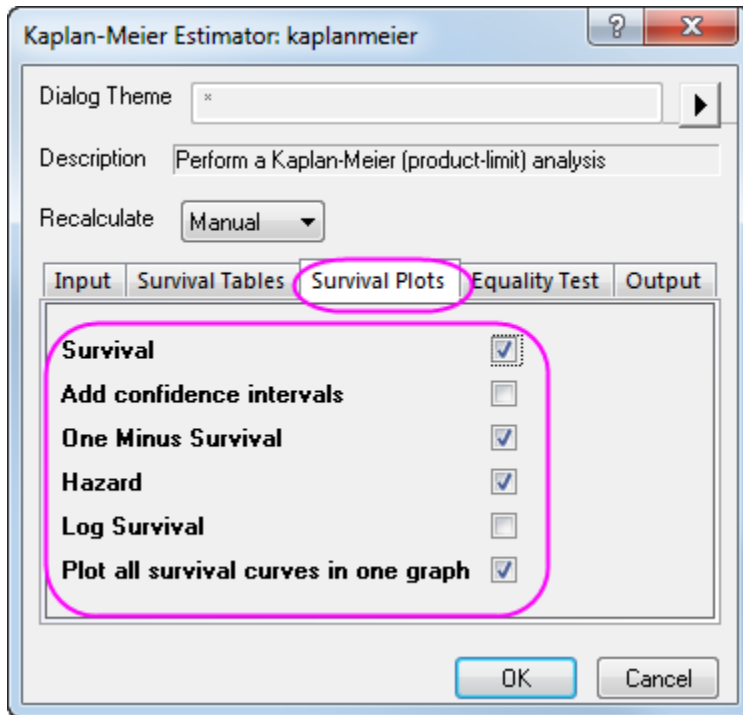 Kaplan-Meier Estimator: kaplanmeier
Dialog Theme *
Description Perform a Kaplan-Meier (product-limit) analysis
Recalculate Manual
Input Survival Tables Survival Plots Equality Test Output
Survival
Add confidence intervals
One Minus Survival
Hazard
Log Survival
Plot all survival curves in one graph
OK Cancel